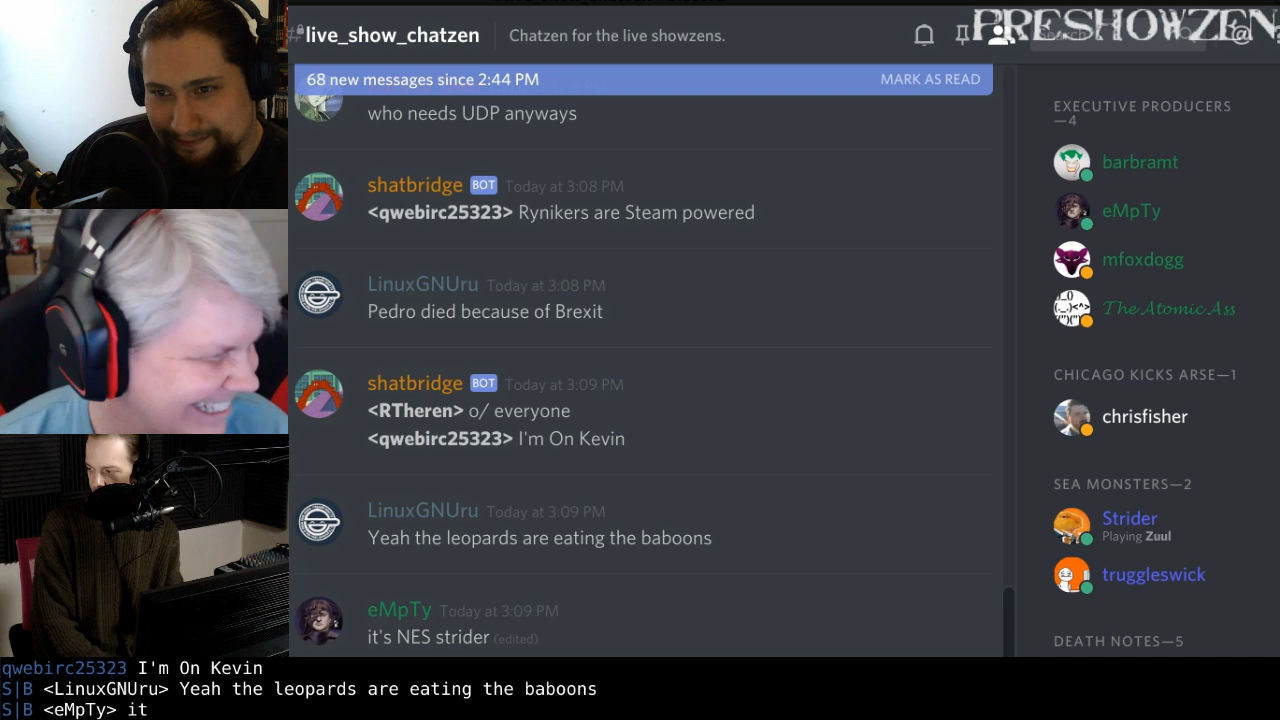 #live_show_chatzen
Chatzen for the live showzens.
PRESHOWZEN
Search
68 new messages since 2:44 PM
MARK AS READ
who needs UDP anyways
shatbridge BOT Today at 3:08 PM
<qwebirc25323> Rynikers are Steam powered
LinuxGNUru Today at 3:08 PM
Pedro died because of Brexit
shatbridge BOT Today at 3:09 PM
<RTheren> o/ everyone
<qwebirc25323> I'm On Kevin
LinuxGNUru Today at 3:09 PM
Yeah the leopards are eating the baboons
eMpTy Today at 3:09 PM
it's NES strider (edited)
EXECUTIVE PRODUCERS
—4
barbramt
eMpTy
mfoxdogg
The Atomic Ass
CHICAGO KICKS ARSE—1
chrisfisher
SEA MONSTERS—2
Strider
Playing Zuul
truggleswick
DEATH NOTES—5
qwebirc25323 I'm On Kevin
S|B <LinuxGNUru> Yeah the leopards are eating the baboons
S|B <eMpTy> it